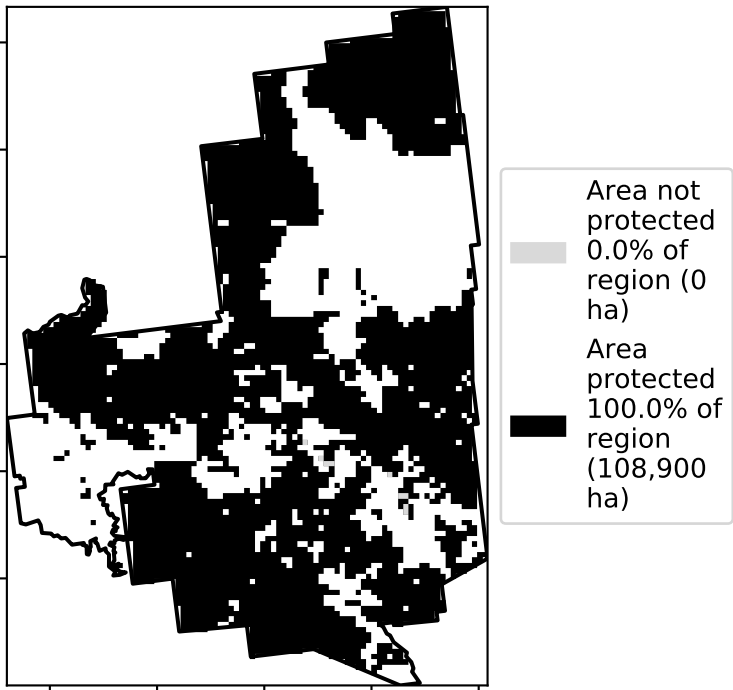 Area not
protected
0.0% of
region (0
ha)
Area
protected
100.0% of
region
(108,900
ha)